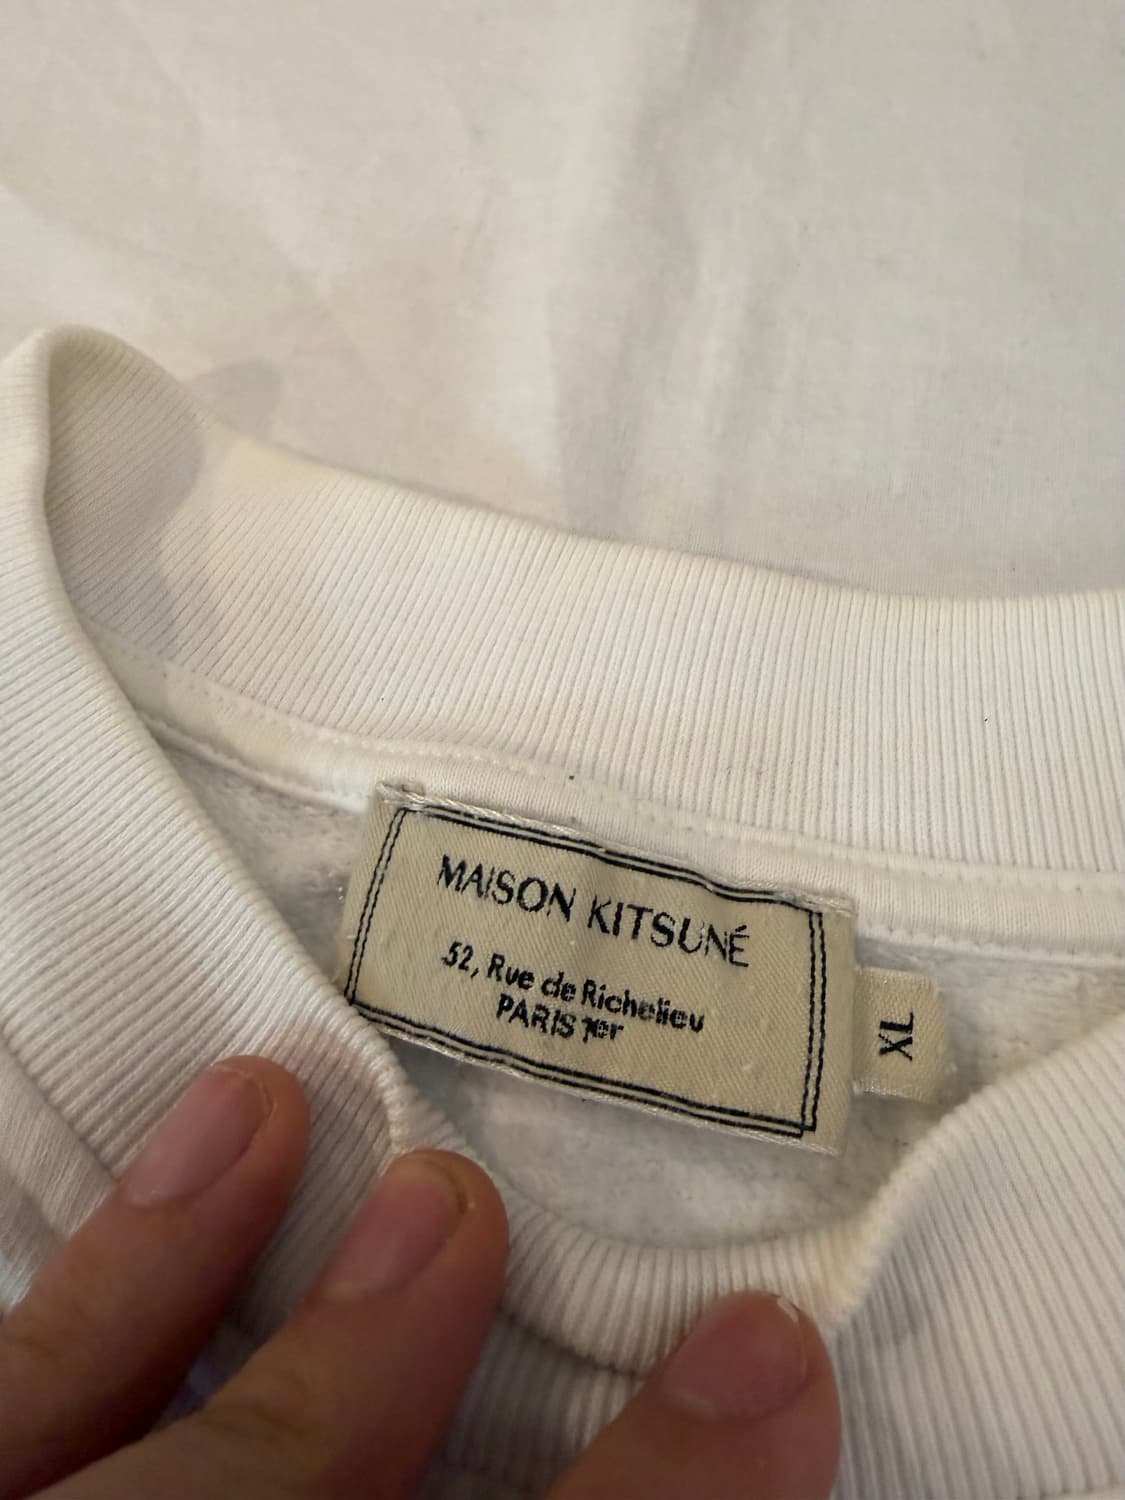 MAISON KITSUNÉ
52, Rue de Richelieu
PARIS 1er
XL